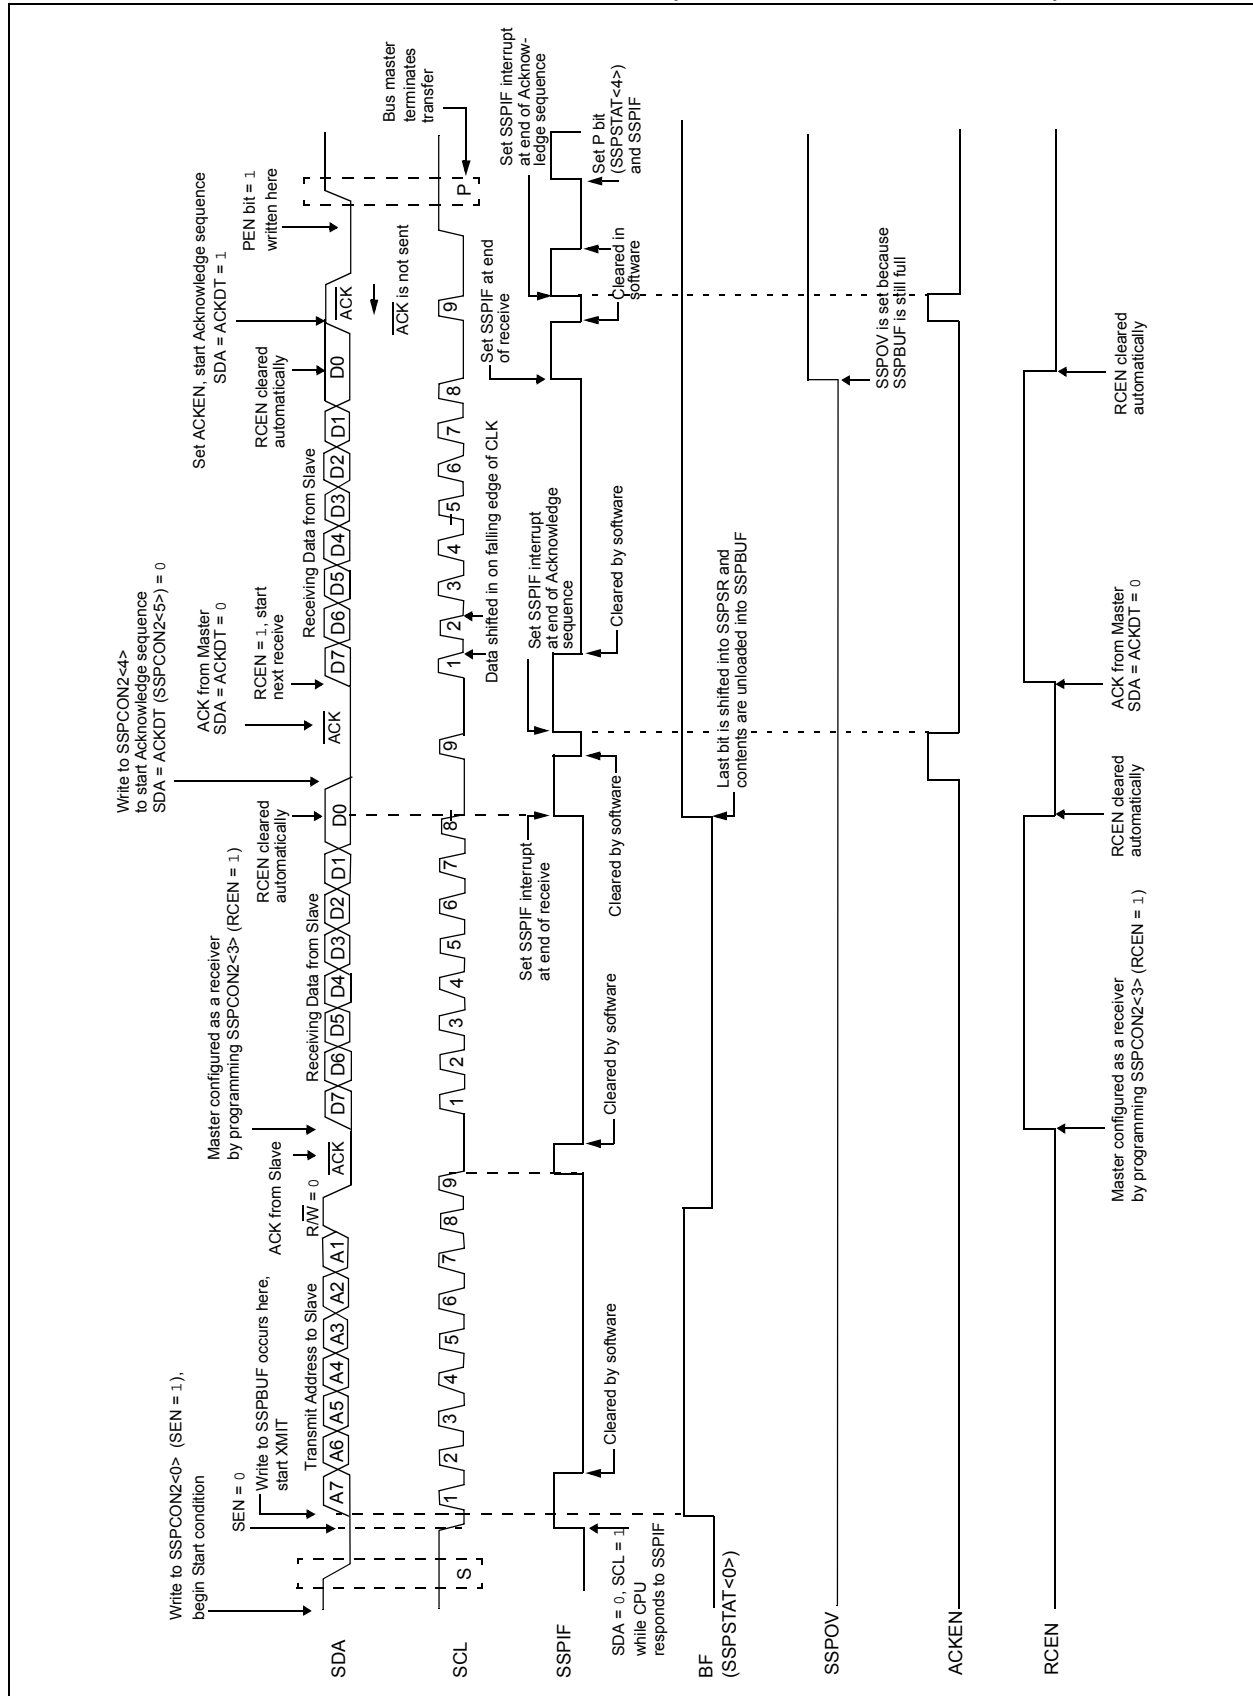 Write to SSPCON2<0> (SEN = 1),
begin Start condition
SEN = 0
Write to SSPBUF occurs here,
start XMIT
Transmit Address to Slave
R/W = 0
ACK from Slave
Master configured as a receiver
by programming SSPCON2<3> (RCEN = 1)
Receiving Data from Slave
RCEN cleared
automatically
Write to SSPCON2<4>
to start Acknowledge sequence
SDA = ACKDT (SSPCON2<5>) = 0
ACK from Master
SDA = ACKDT = 0
RCEN = 1, start
next receive
Receiving Data from Slave
RCEN cleared
automatically
Set ACKEN, start Acknowledge sequence
SDA = ACKDT = 1
PEN bit = 1
written here
SDA
A7 A6 A5 A4 A3 A2 A1 ACK D7 D6 D5 D4 D3 D2 D1 D0 ACK D7 D6 D5 D4 D3 D2 D1 D0 ACK
ACK is not sent
Bus master
terminates
transfer
SCL
S 1 2 3 4 5 6 7 8 9 1 2 3 4 5 6 7 8 9 1 2 3 4 5 6 7 8 9 P
Data shifted in on falling edge of CLK
Set SSPIF interrupt
at end of receive
Set SSPIF interrupt
at end of Acknowledge
sequence
Set SSPIF at end
of receive
Set SSPIF interrupt
at end of Acknow-
ledge sequence
SSPIF
SDA = 0, SCL = 1
while CPU
responds to SSPIF
Cleared by software
Cleared by software
Cleared by software
Cleared by software
Cleared in
software
Set P bit
(SSPSTAT<4>)
and SSPIF
BF
(SSPSTAT<0>)
Last bit is shifted into SSPSR and
contents are unloaded into SSPBUF
SSPOV
SSPOV is set because
SSPBUF is still full
ACKEN
RCEN
Master configured as a receiver
by programming SSPCON2<3> (RCEN = 1)
RCEN cleared
automatically
ACK from Master
SDA = ACKDT = 0
RCEN cleared
automatically